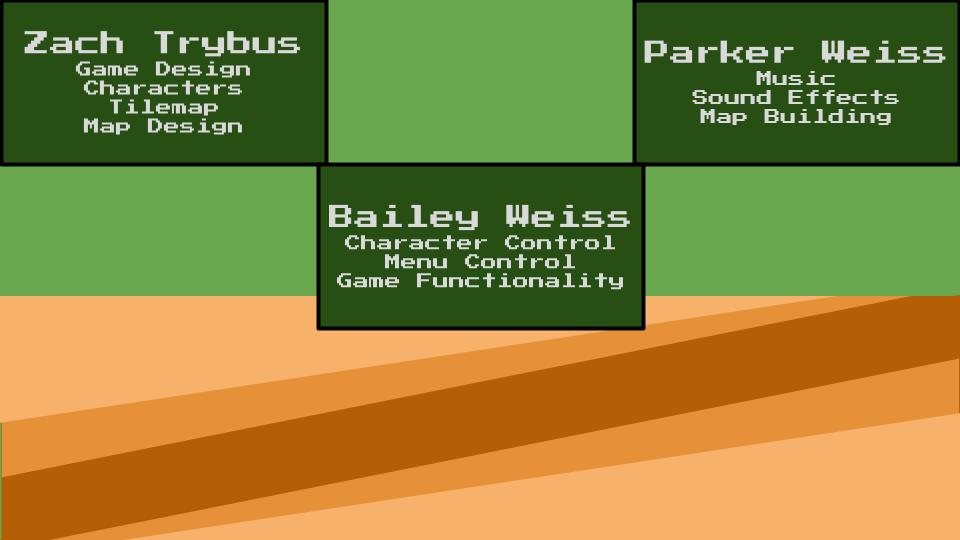 Zach Trybus
Game Design
Characters
Tilemap
Map Design
Parker Weiss
Music
Sound Effects
Map Building
Bailey Weiss
Character Control
Menu Control
Game Functionality